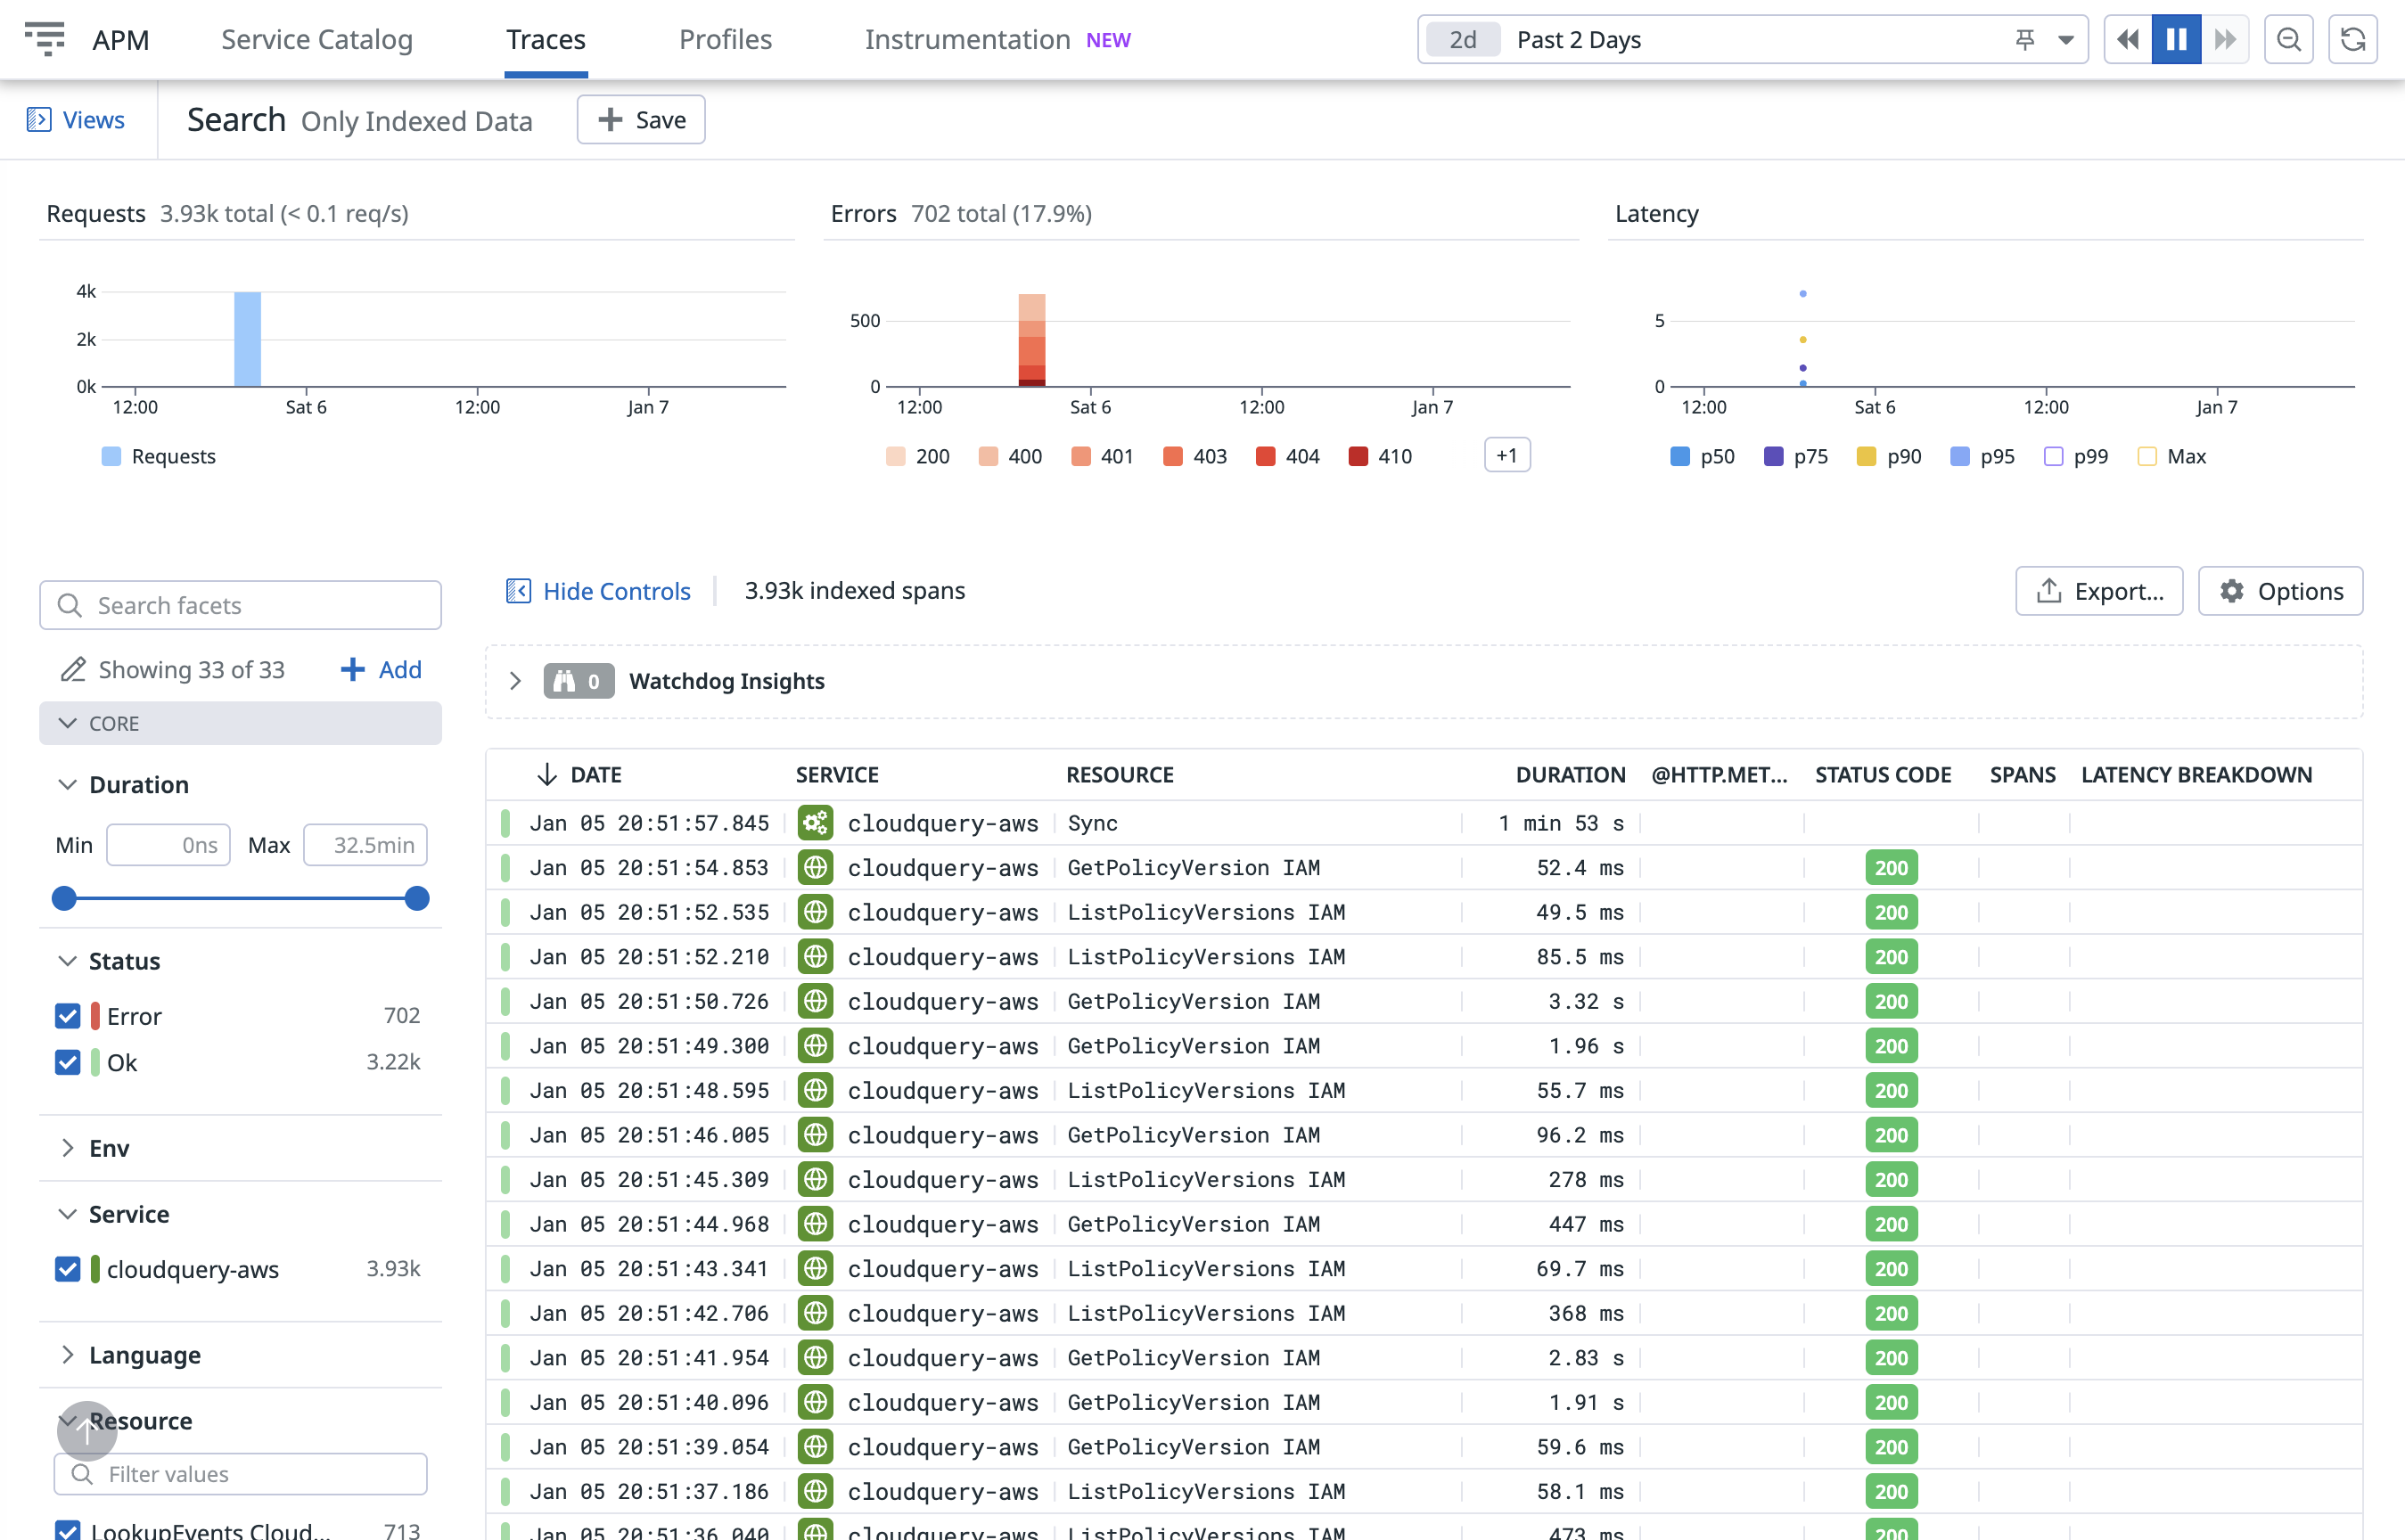 APM Service Catalog Traces Profiles Instrumentation NEW 2d Past 2 Days
Views Search Only Indexed Data Save
Requests 3.93k total (< 0.1 req/s)
4k
2k
0k
12:00 Sat 6 12:00 Jan 7
Requests
Errors 702 total (17.9%)
500
0
12:00 Sat 6 12:00 Jan 7
200 400 401 403 404 410 +1
Latency
5
0
12:00 Sat 6 12:00 Jan 7
p50 p75 p90 p95 p99 Max
Search facets
Showing 33 of 33 Add
CORE
Duration
Min 0ns Max 32.5min
Status
Error 702
Ok 3.22k
Env
Service
cloudquery-aws 3.93k
Language
Resource
Filter values
LookupEvents Cloud... 713
Hide Controls 3.93k indexed spans Export... Options
0 Watchdog Insights
DATE SERVICE RESOURCE DURATION @HTTP.MET... STATUS CODE SPANS LATENCY BREAKDOWN
Jan 05 20:51:57.845 cloudquery-aws Sync 1 min 53 s
Jan 05 20:51:54.853 cloudquery-aws GetPolicyVersion IAM 52.4 ms 200
Jan 05 20:51:52.535 cloudquery-aws ListPolicyVersions IAM 49.5 ms 200
Jan 05 20:51:52.210 cloudquery-aws ListPolicyVersions IAM 85.5 ms 200
Jan 05 20:51:50.726 cloudquery-aws GetPolicyVersion IAM 3.32 s 200
Jan 05 20:51:49.300 cloudquery-aws GetPolicyVersion IAM 1.96 s 200
Jan 05 20:51:48.595 cloudquery-aws ListPolicyVersions IAM 55.7 ms 200
Jan 05 20:51:46.005 cloudquery-aws GetPolicyVersion IAM 96.2 ms 200
Jan 05 20:51:45.309 cloudquery-aws ListPolicyVersions IAM 278 ms 200
Jan 05 20:51:44.968 cloudquery-aws GetPolicyVersion IAM 447 ms 200
Jan 05 20:51:43.341 cloudquery-aws ListPolicyVersions IAM 69.7 ms 200
Jan 05 20:51:42.706 cloudquery-aws ListPolicyVersions IAM 368 ms 200
Jan 05 20:51:41.954 cloudquery-aws GetPolicyVersion IAM 2.83 s 200
Jan 05 20:51:40.096 cloudquery-aws GetPolicyVersion IAM 1.91 s 200
Jan 05 20:51:39.054 cloudquery-aws GetPolicyVersion IAM 59.6 ms 200
Jan 05 20:51:37.186 cloudquery-aws ListPolicyVersions IAM 58.1 ms 200
Jan 05 20:51:36.040 cloudquery-aws ListPolicyVersions IAM 473 ms 200